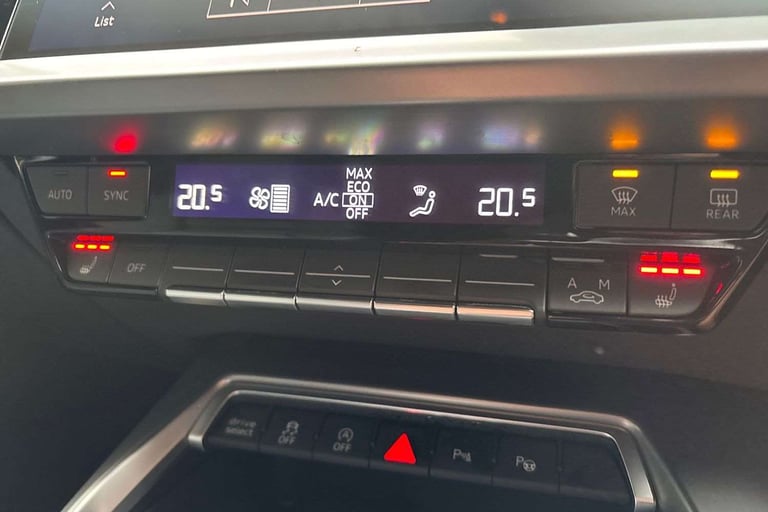 List
MAX
ECO
20.5 A/C ON 20.5
OFF
AUTO SYNC
MAX REAR
OFF
A M
drive select OFF OFF P P